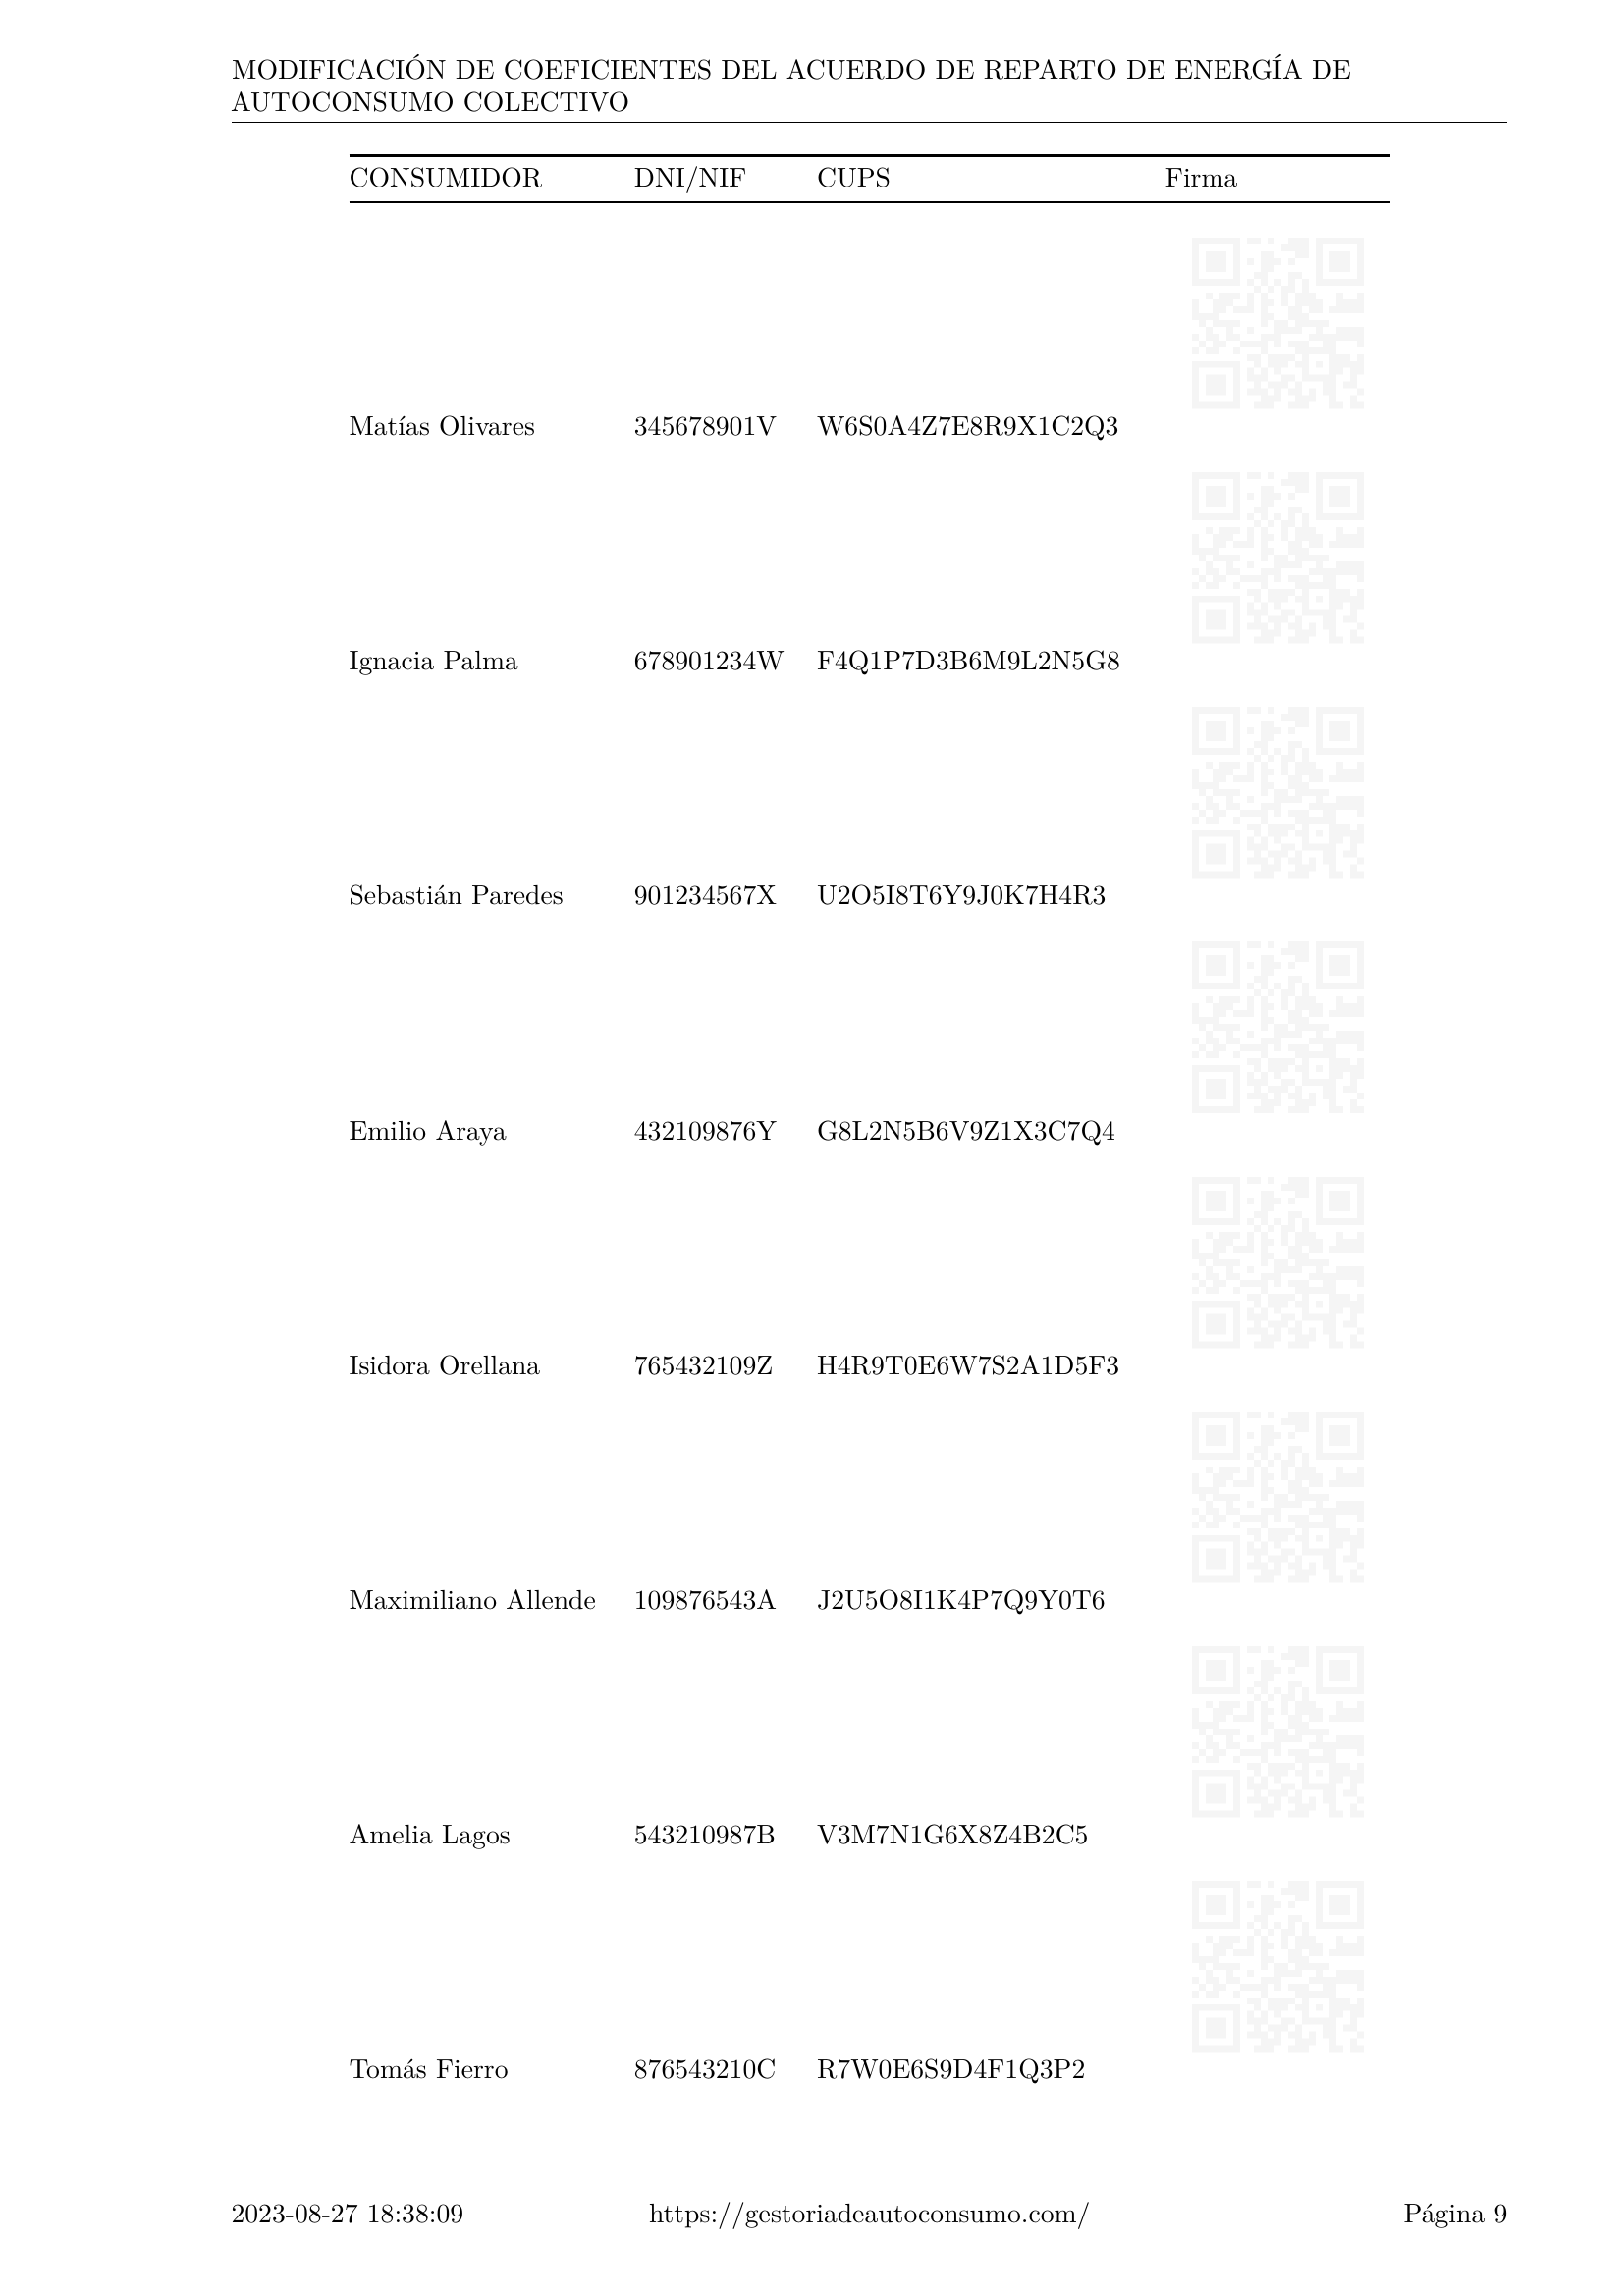 MODIFICACIÓN DE COEFICIENTES DEL ACUERDO DE REPARTO DE ENERGÍA DE
AUTOCONSUMO COLECTIVO
CONSUMIDOR DNI/NIF CUPS Firma
Matías Olivares 345678901V W6S0A4Z7E8R9X1C2Q3
Ignacia Palma 678901234W F4Q1P7D3B6M9L2N5G8
Sebastián Paredes 901234567X U2O5I8T6Y9J0K7H4R3
Emilio Araya 432109876Y G8L2N5B6V9Z1X3C7Q4
Isidora Orellana 765432109Z H4R9T0E6W7S2A1D5F3
Maximiliano Allende 109876543A J2U5O8I1K4P7Q9Y0T6
Amelia Lagos 543210987B V3M7N1G6X8Z4B2C5
Tomás Fierro 876543210C R7W0E6S9D4F1Q3P2
2023-08-27 18:38:09 https://gestoriadeautoconsumo.com/ Página 9